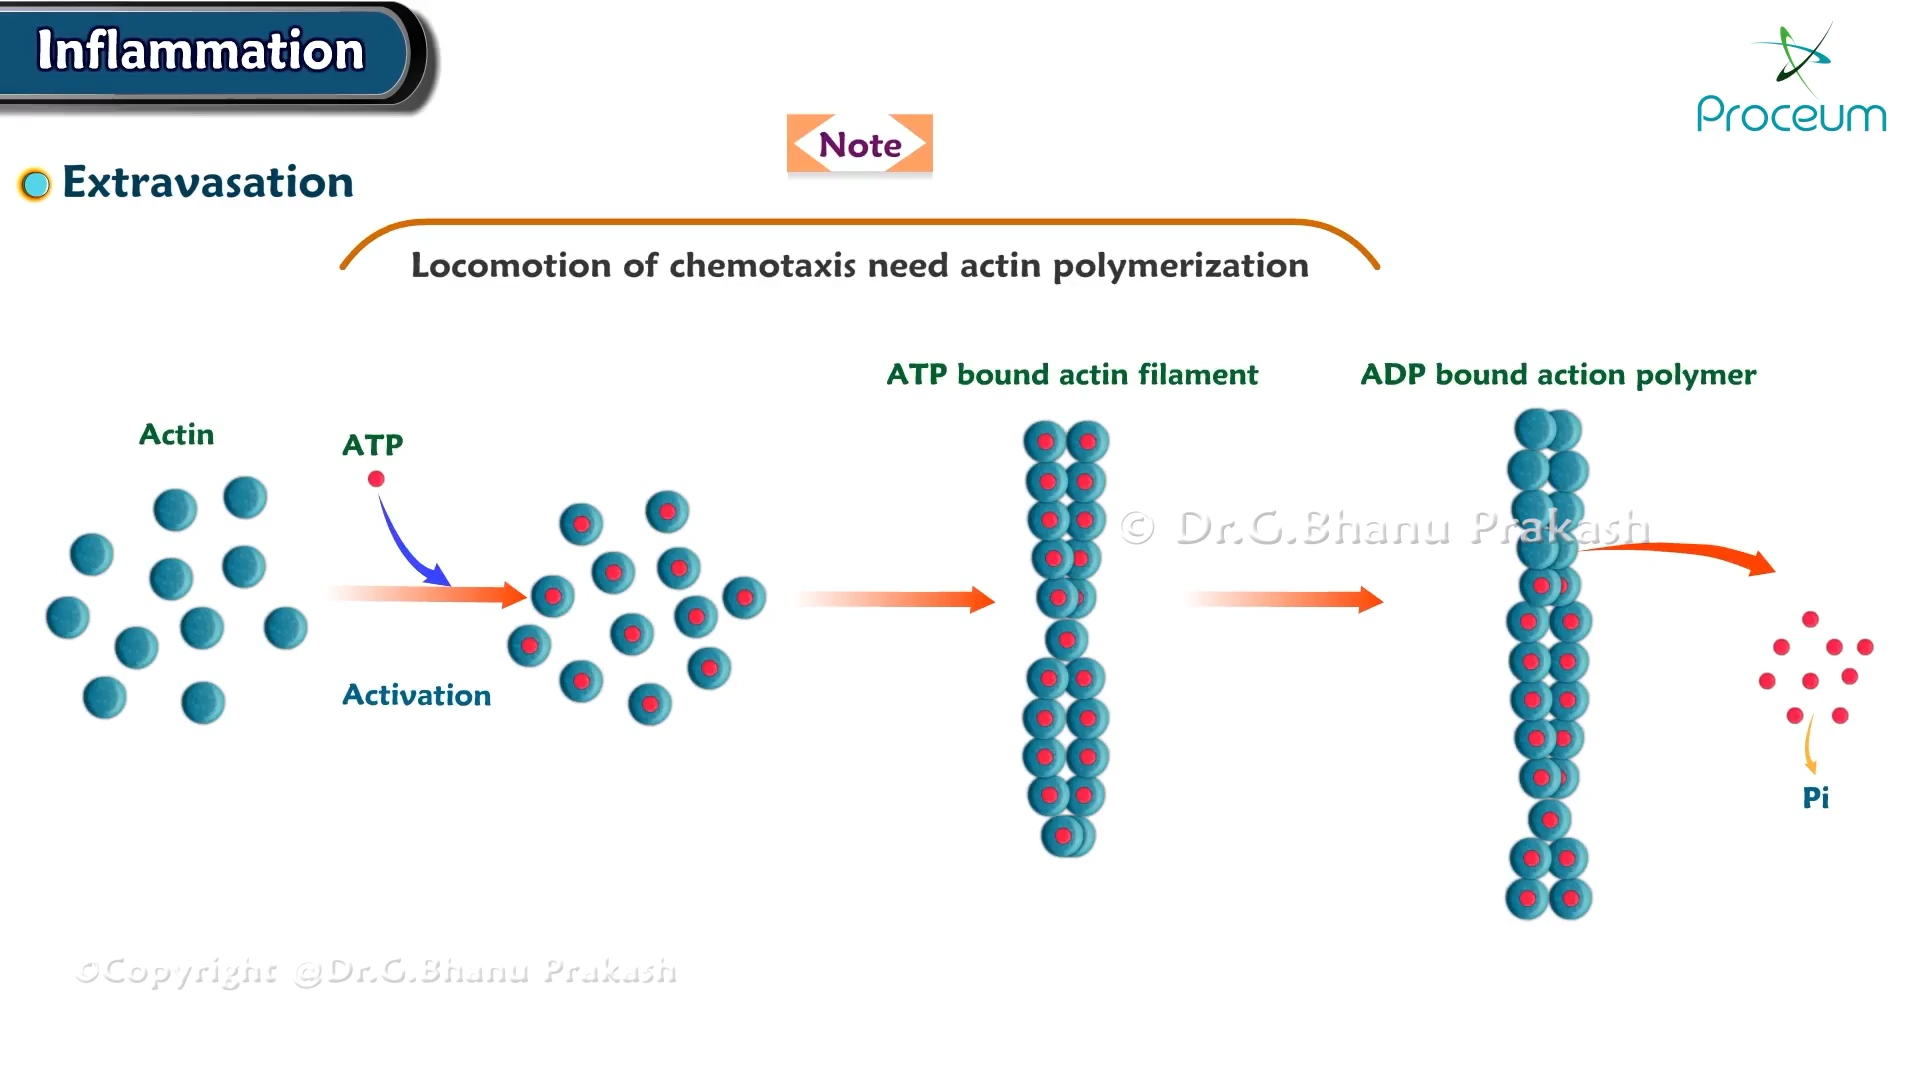 Inflammation
Proceum
Note
Extravasation
Locomotion of chemotaxis need actin polymerization
ATP bound actin filament
ADP bound action polymer
Actin
ATP
© Dr.G.Bhanu Prakash
Activation
Pi
©Copyright @Dr.G.Bhanu Prakash